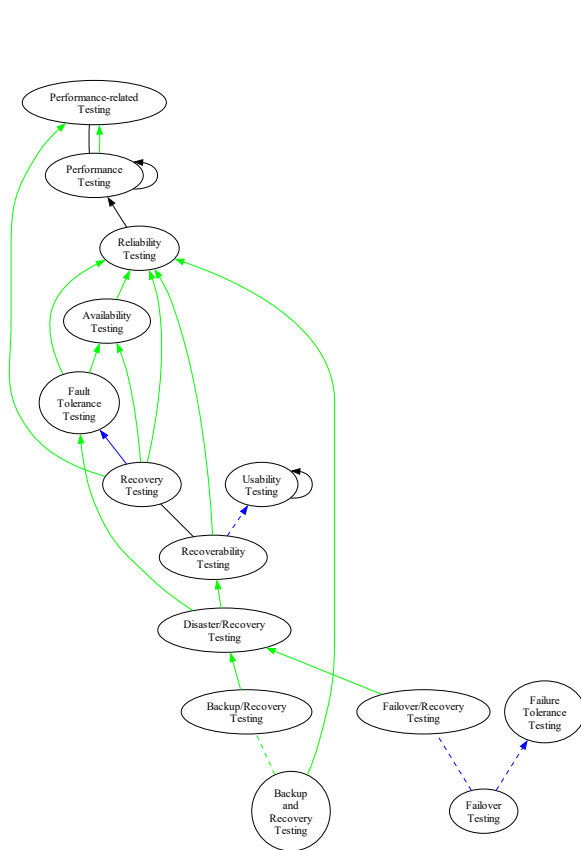 Performance-related
Testing
Performance
Testing
Reliability
Testing
Availability
Testing
Fault
Tolerance
Testing
Recovery
Testing
Usability
Testing
Recoverability
Testing
Disaster/Recovery
Testing
Backup/Recovery
Testing
Failover/Recovery
Testing
Failure
Tolerance
Testing
Backup
and
Recovery
Testing
Failover
Testing